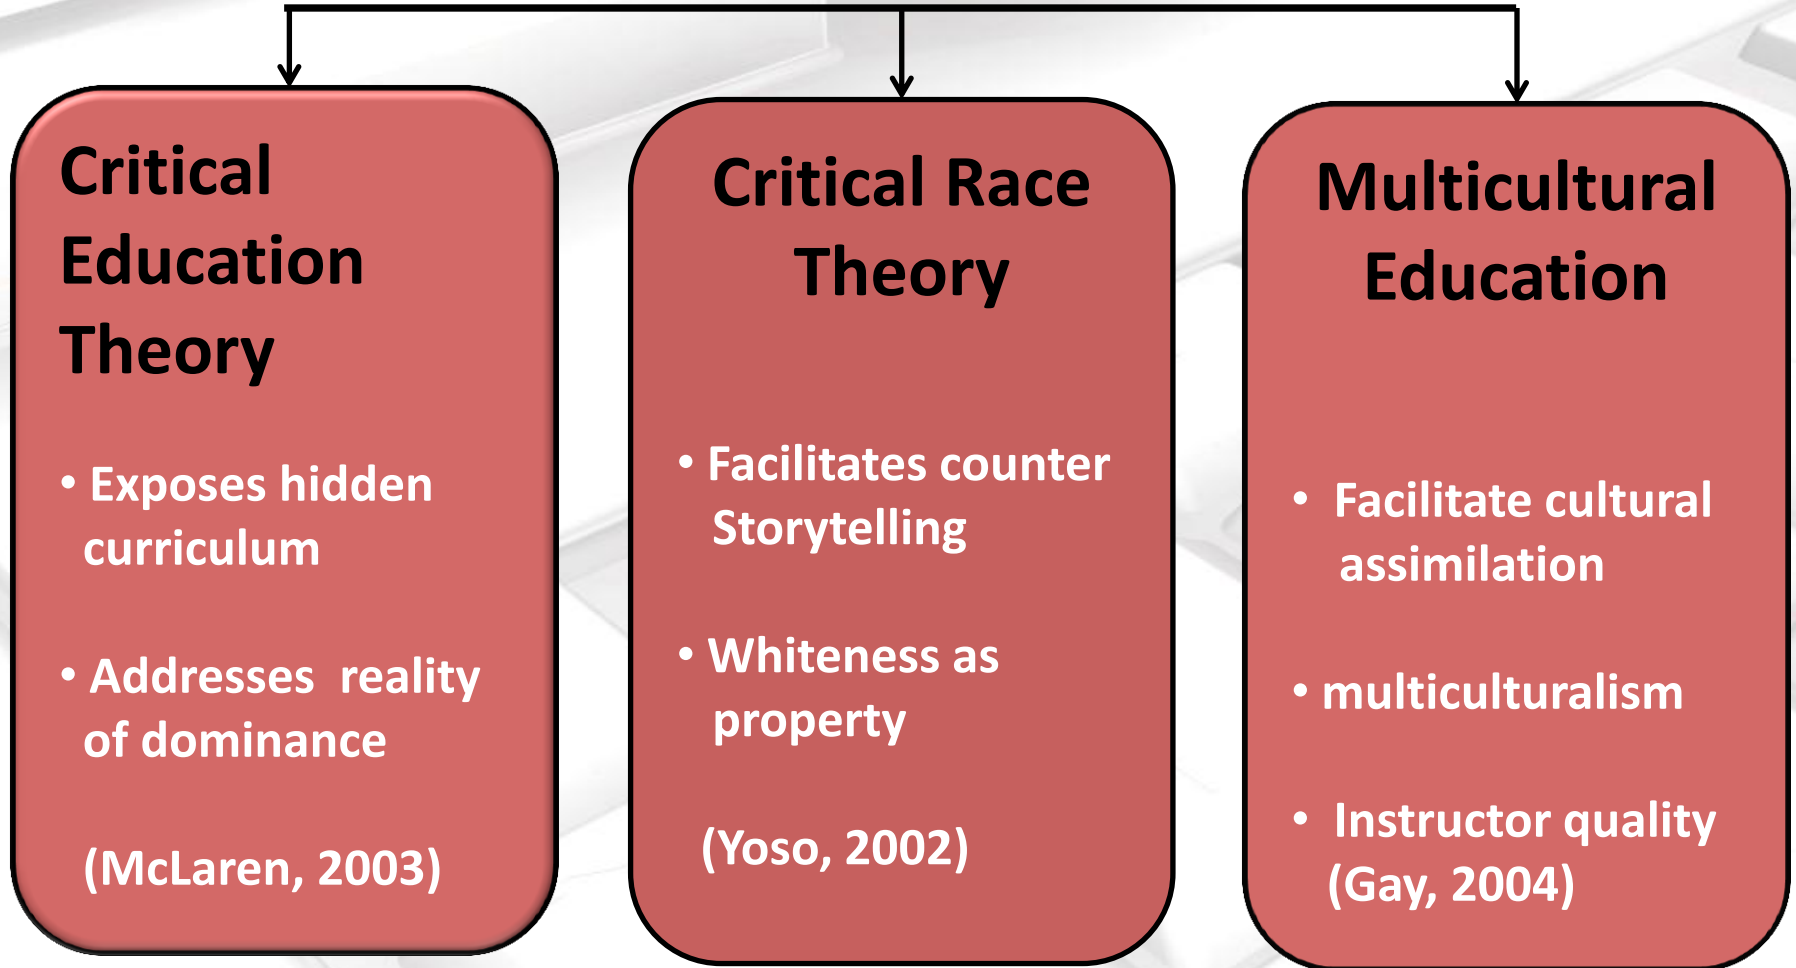 Critical
Education
Theory
• Exposes hidden
curriculum
• Addresses  reality
of dominance
(McLaren, 2003)
Critical Race
Theory
• Facilitates counter
Storytelling
• Whiteness as
property
(Yoso, 2002)
Multicultural
Education
• Facilitate cultural
assimilation
• multiculturalism
• Instructor quality
(Gay, 2004)